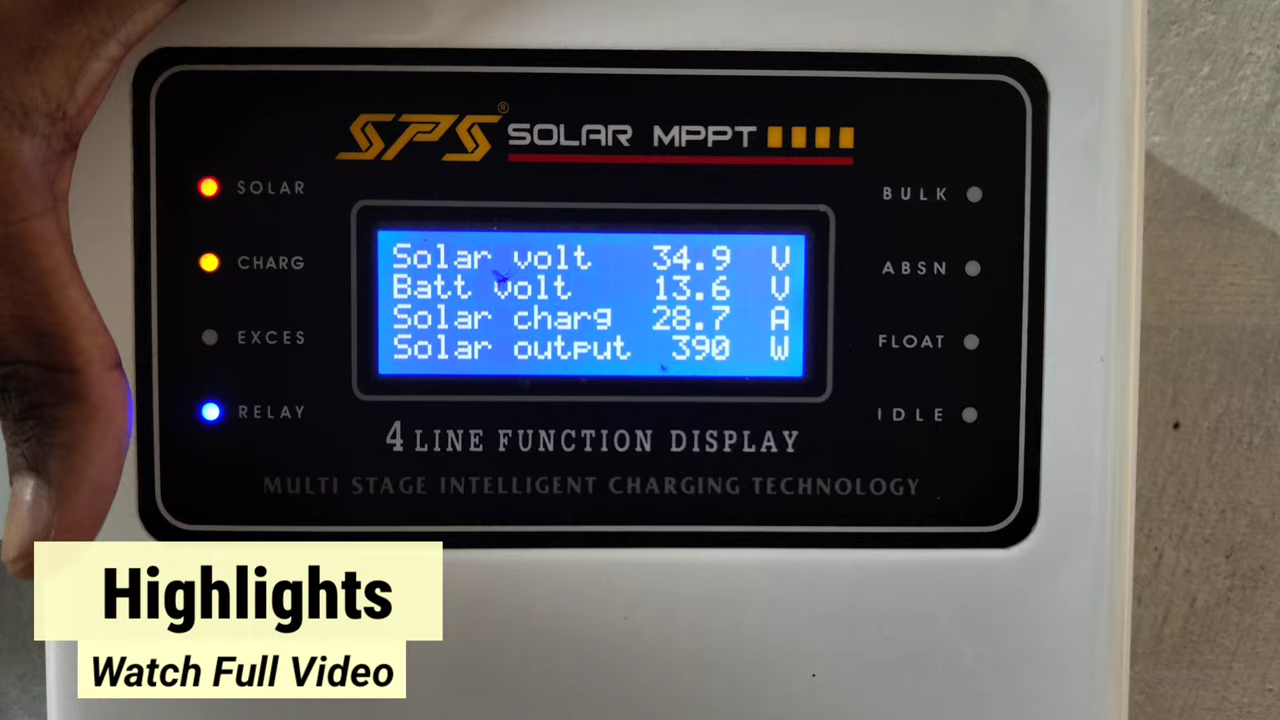 SPS® SOLAR MPPT
SOLAR
CHARG
EXCES
RELAY
Solar volt 34.9 V
Batt volt 13.6 V
Solar charg 28.7 A
Solar output 390 W
BULK
ABSN
FLOAT
IDLE
4 LINE FUNCTION DISPLAY
MULTI STAGE INTELLIGENT CHARGING TECHNOLOGY
Highlights
Watch Full Video